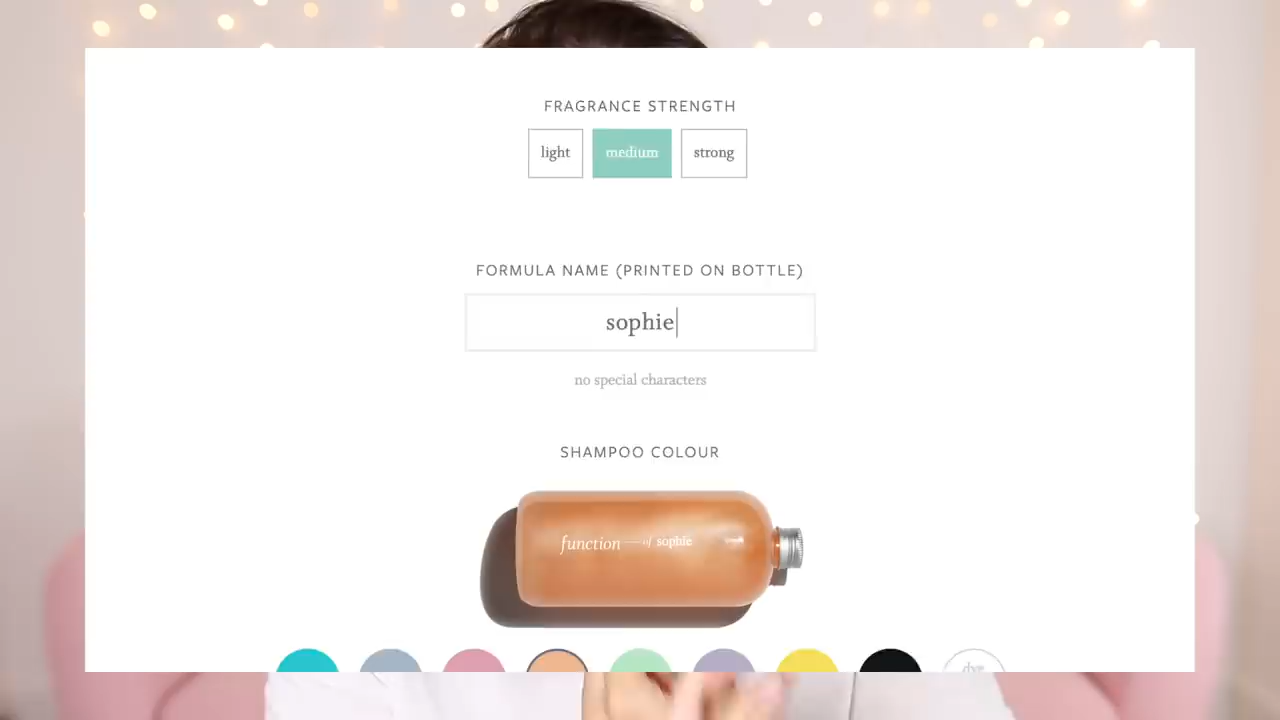 FRAGRANCE STRENGTH
light medium strong
FORMULA NAME (PRINTED ON BOTTLE)
sophie
no special characters
SHAMPOO COLOUR
function of sophie